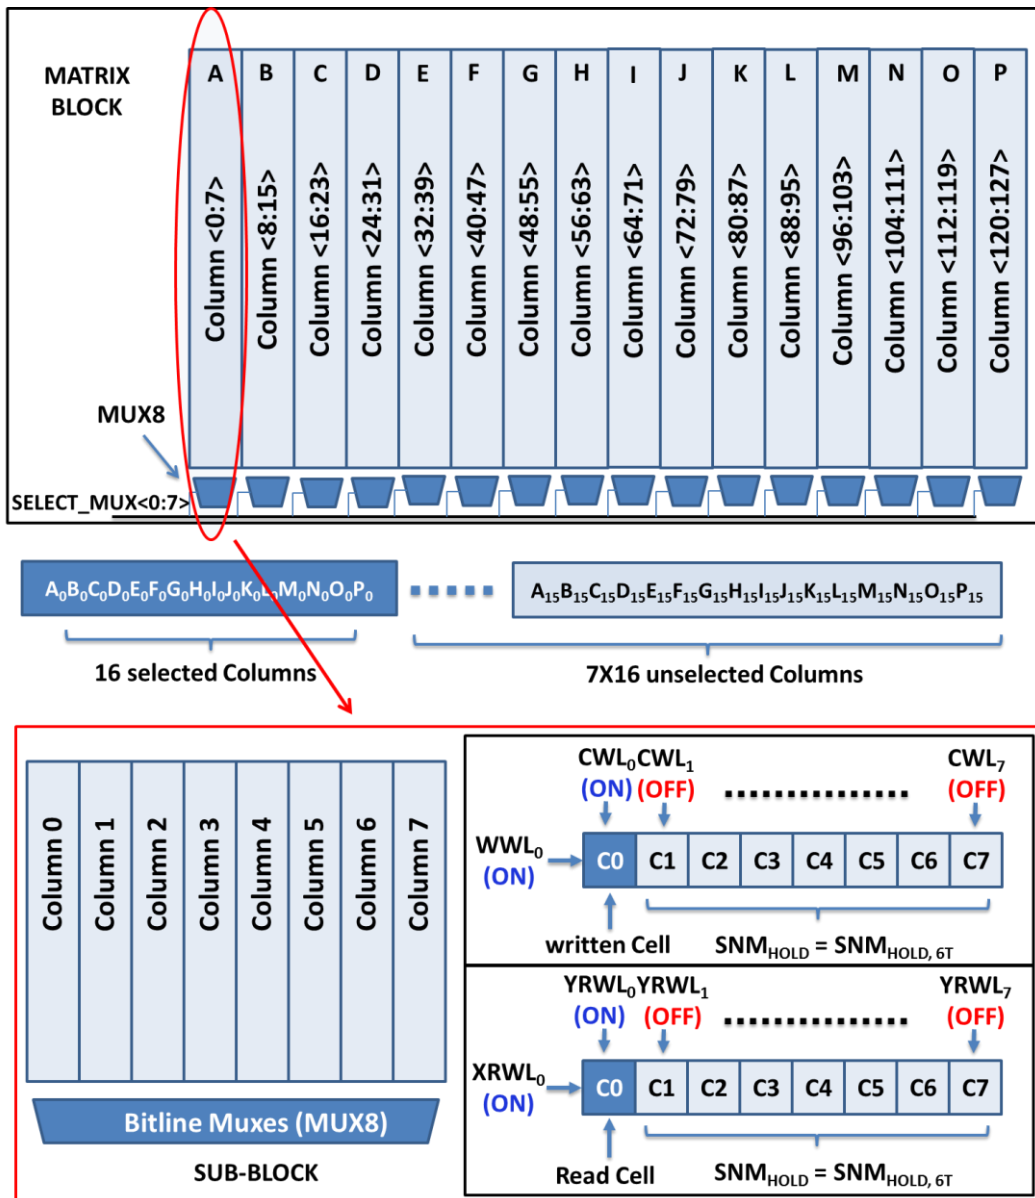 MATRIX
BLOCK
A B C D E F G H I J K L M N O P
Column <0:7>
Column <8:15>
Column <16:23>
Column <24:31>
Column <32:39>
Column <40:47>
Column <48:55>
Column <56:63>
Column <64:71>
Column <72:79>
Column <80:87>
Column <88:95>
Column <96:103>
Column <104:111>
Column <112:119>
Column <120:127>
MUX8
SELECT_MUX<0:7>
A₀B₀C₀D₀E₀F₀G₀H₀I₀J₀K₀L₀M₀N₀O₀P₀
A₁₅B₁₅C₁₅D₁₅E₁₅F₁₅G₁₅H₁₅I₁₅J₁₅K₁₅L₁₅M₁₅N₁₅O₁₅P₁₅
16 selected Columns
7X16 unselected Columns
Column 0
Column 1
Column 2
Column 3
Column 4
Column 5
Column 6
Column 7
Bitline Muxes (MUX8)
SUB-BLOCK
CWL₀ CWL₁ CWL₇
(ON) (OFF) (OFF)
WWL₀
(ON)
C0 C1 C2 C3 C4 C5 C6 C7
written Cell
SNM_HOLD = SNM_HOLD, 6T
YRWL₀ YRWL₁ YRWL₇
(ON) (OFF) (OFF)
XRWL₀
(ON)
C0 C1 C2 C3 C4 C5 C6 C7
Read Cell
SNM_HOLD = SNM_HOLD, 6T